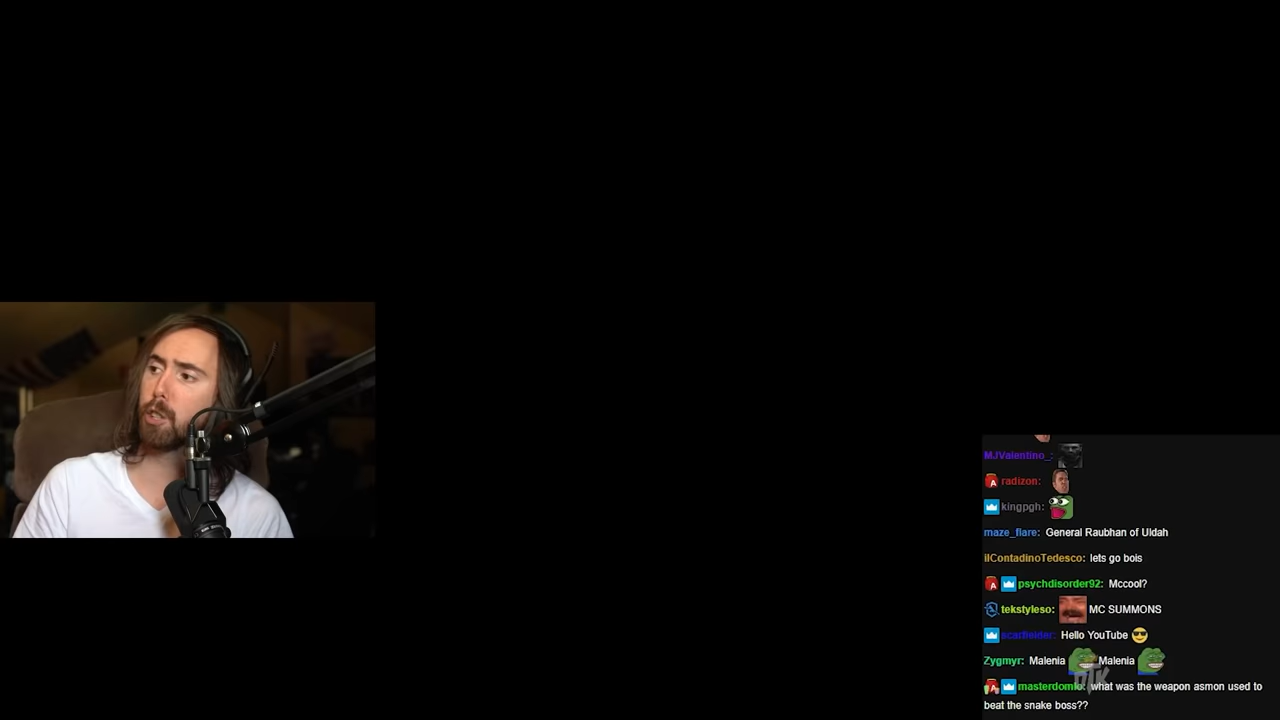 MJValentino_:
radizon:
kingpgh:
maze_flare: General Raubhan of Uldah
ilContadinoTedesco: lets go bois
psychdisorder92: Mccool?
tekstyleso: MC SUMMONS
Hello YouTube
Zygmyr: Malenia Malenia
what was the weapon asmon used to
beat the snake boss??